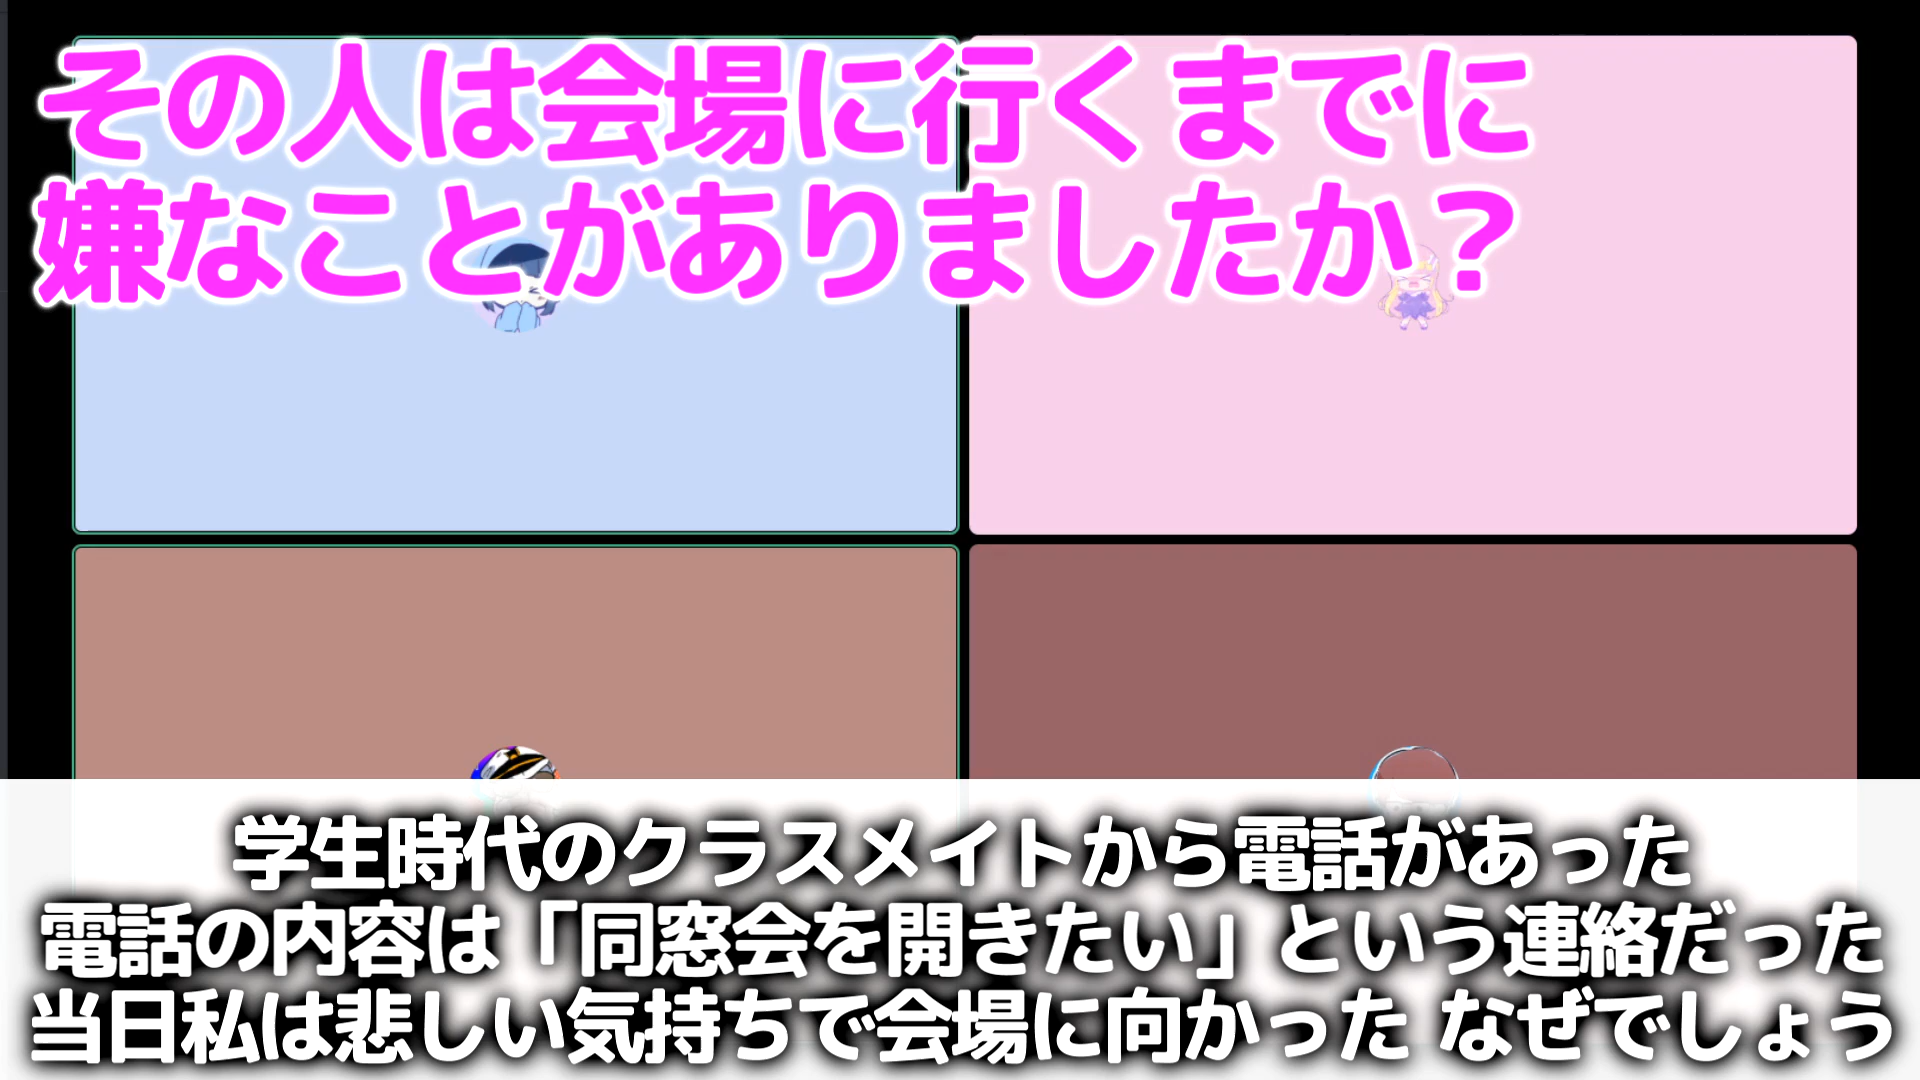 その人は会場に行くまでに
嫌なことがありましたか？
学生時代のクラスメイトから電話があった
電話の内容は「同窓会を開きたい」という連絡だった
当日私は悲しい気持ちで会場に向かった なぜでしょう